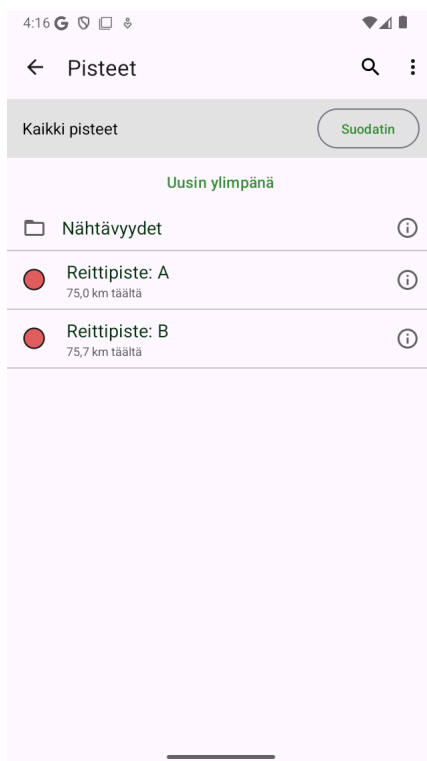 4:16
Pisteet
Kaikki pisteet
Suodatin
Uusin ylimpänä
Nähtävyydet
Reittipiste: A
75,0 km täältä
Reittipiste: B
75,7 km täältä